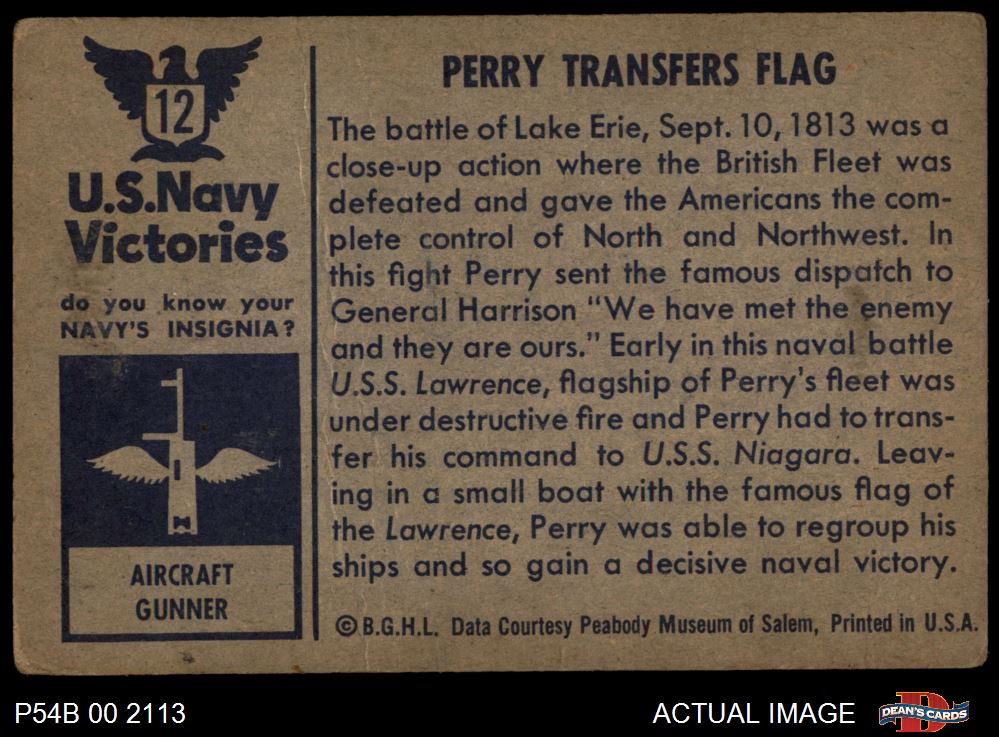 12
U.S.Navy
Victories
do you know your
NAVY'S INSIGNIA?
AIRCRAFT
GUNNER
PERRY TRANSFERS FLAG
The battle of Lake Erie, Sept. 10, 1813 was a
close-up action where the British Fleet was
defeated and gave the Americans the com-
plete control of North and Northwest. In
this fight Perry sent the famous dispatch to
General Harrison "We have met the enemy
and they are ours." Early in this naval battle
U.S.S. Lawrence, flagship of Perry's fleet was
under destructive fire and Perry had to trans-
fer his command to U.S.S. Niagara. Leav-
ing in a small boat with the famous flag of
the Lawrence, Perry was able to regroup his
ships and so gain a decisive naval victory.
© B.G.H.L. Data Courtesy Peabody Museum of Salem, Printed in U.S.A.
P54B 00 2113
ACTUAL IMAGE
D
DEAN'S CARDS